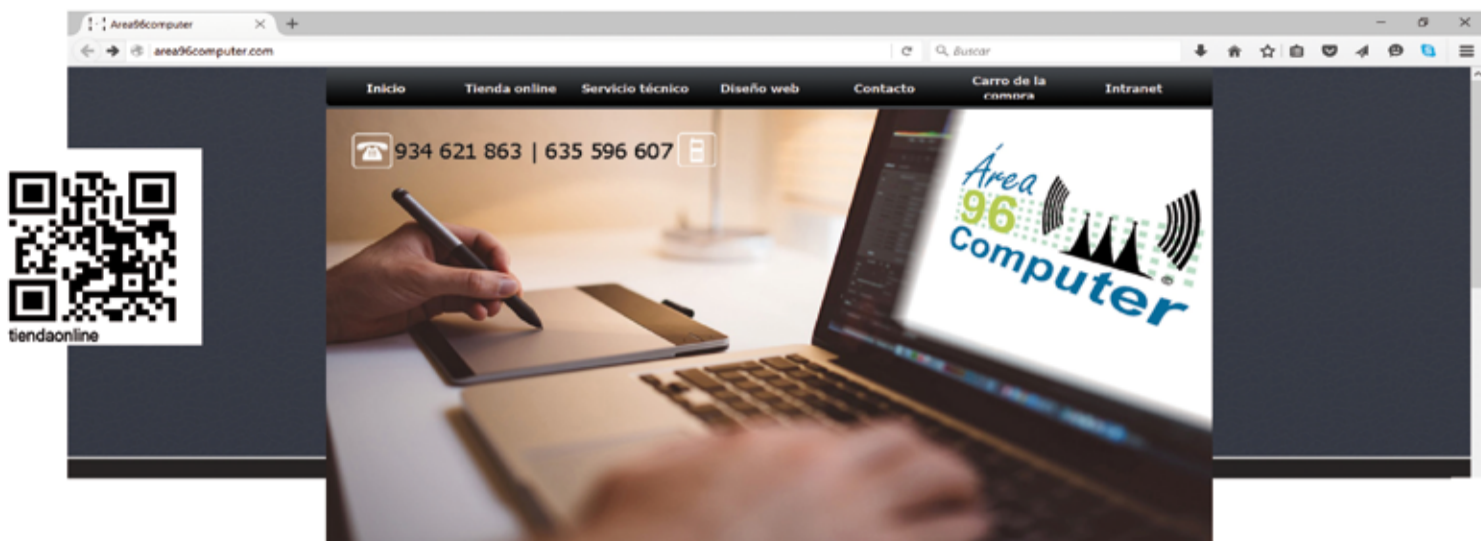 Area96computer
area96computer.com
Buscar
Inicio
Tienda online
Servicio técnico
Diseño web
Contacto
Carro de la
compra
Intranet
934 621 863 | 635 596 607
Área
96
Computer
®
tiendaonline